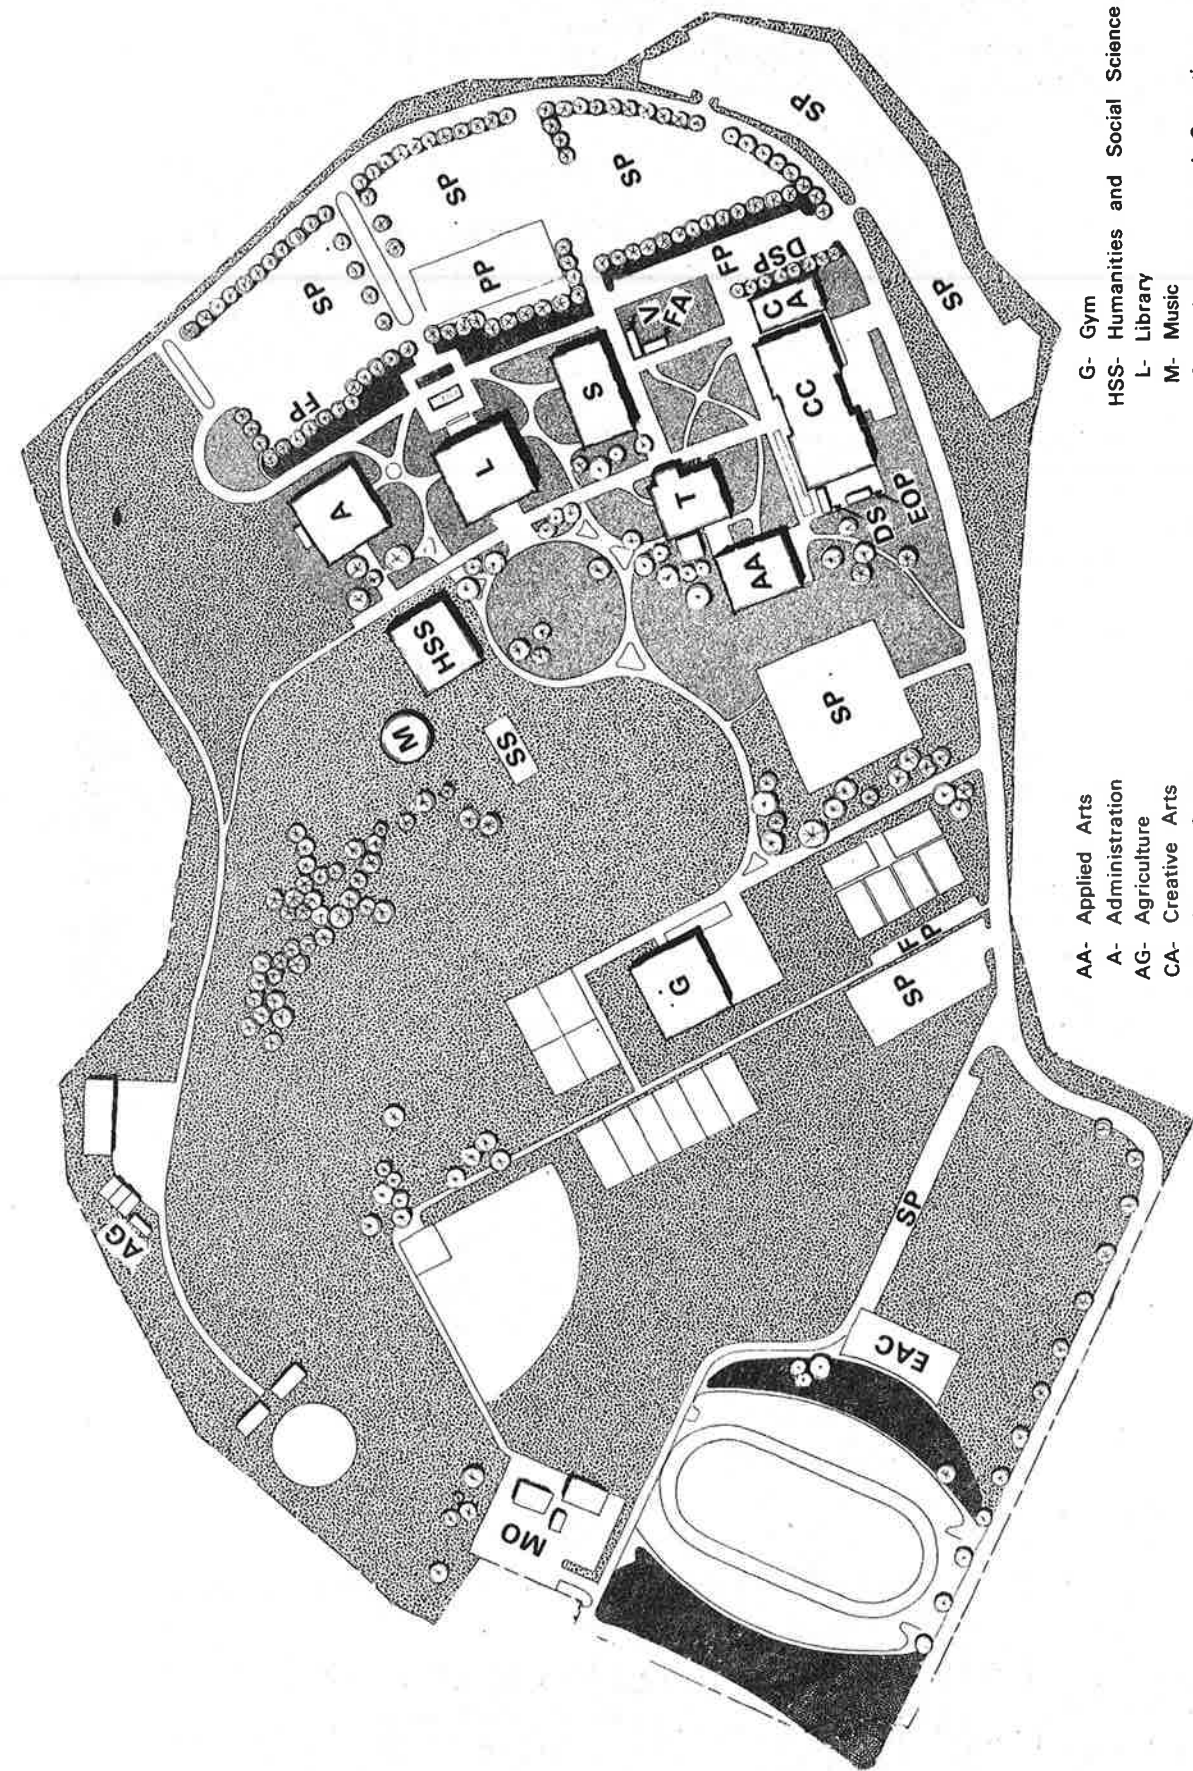 SP
SP
SP
SP
SP
PP
FP
FP
DSP
C
A
V
FA
S
L
A
CC
T
AA
DS
EOP
HSS
M
SS
SP
G
SP
F
P
SP
AG
EAC
MO
AA- Applied Arts
A- Administration
AG- Agriculture
CA- Creative Arts
G- Gym
HSS- Humanities and Social Science
L- Library
M- Music